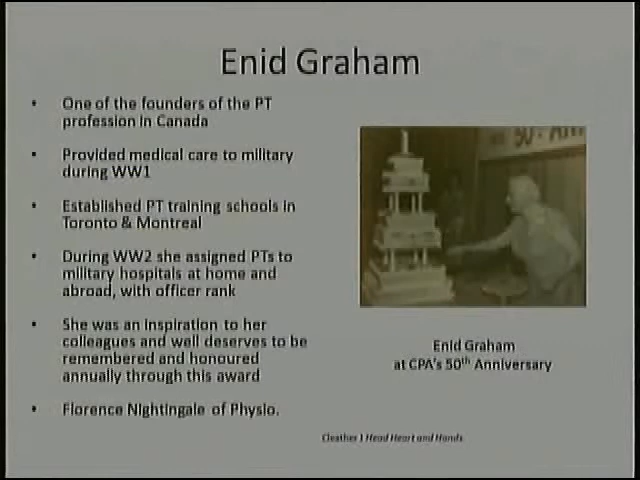 Enid Graham
• One of the founders of the PT
profession in Canada
• Provided medical care to military
during WW1
• Established PT training schools in
Toronto & Montreal
• During WW2 she assigned PTs to
military hospitals at home and
abroad, with officer rank
• She was an inspiration to her
colleagues and well deserves to be
remembered and honoured
annually through this award
• Florence Nightingale of Physio.
50th
Enid Graham
at CPA's 50th Anniversary
Cleather J Head Heart and Hands